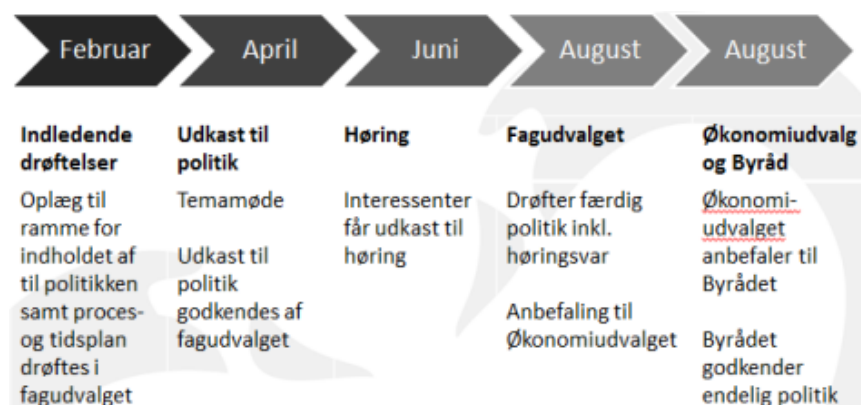 Februar
April
Juni
August
August
Indledende
drøftelser
Oplæg til
ramme for
indholdet af
til politikken
samt proces-
og tidsplan
drøftes i
fagudvalget
Udkast til
politik
Temamøde
Udkast til
politik
godkendes af
fagudvalget
Høring
Interessenter
får udkast til
høring
Fagudvalget
Drøfter færdig
politik inkl.
høringsvar
Anbefaling til
Økonomiudvalget
Økonomiudvalg
og Byråd
Økonomi-
udvalget
anbefaler til
Byrådet
Byrådet
godkender
endelig politik